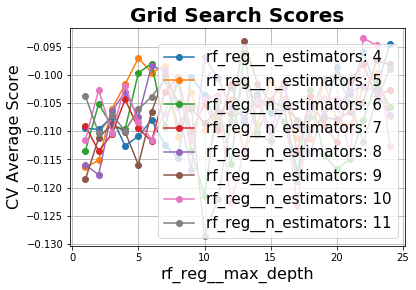 Grid Search Scores
CV Average Score
−0.095
−0.100
−0.105
−0.110
−0.115
−0.120
−0.125
−0.130
rf_reg__n_estimators: 4
rf_reg__n_estimators: 5
rf_reg__n_estimators: 6
rf_reg__n_estimators: 7
rf_reg__n_estimators: 8
rf_reg__n_estimators: 9
rf_reg__n_estimators: 10
rf_reg__n_estimators: 11
0 5 10 15 20 25
rf_reg__max_depth